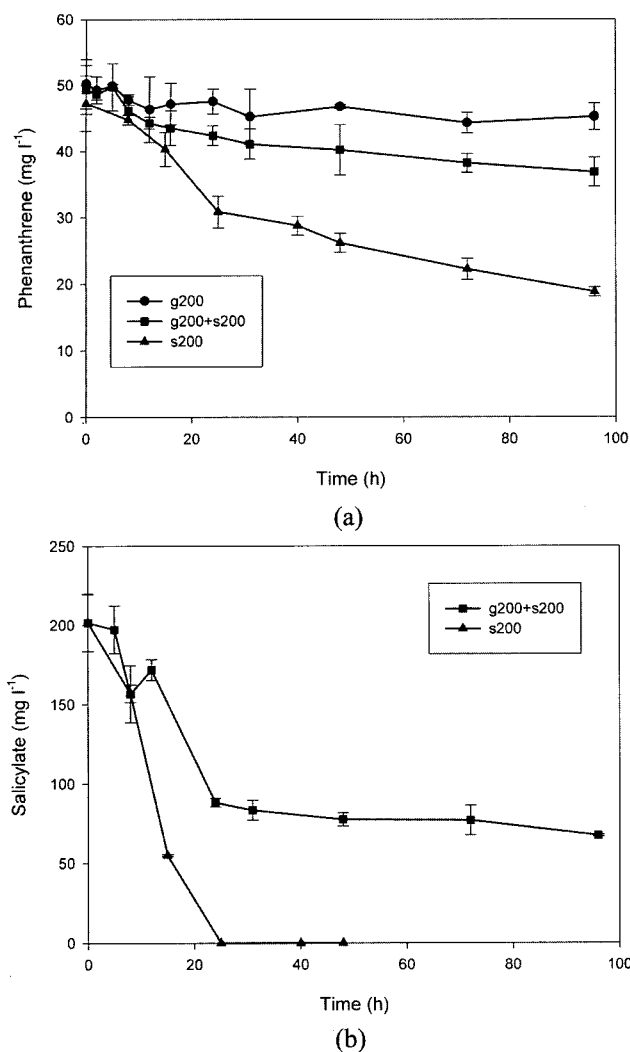 60
50
40
30
20
10
0
Phenanthrene (mg l-1)
g200
g200+s200
s200
0 20 40 60 80 100
Time (h)
(a)
250
200
150
100
50
0
Salicylate (mg l-1)
g200+s200
s200
0 20 40 60 80 100
Time (h)
(b)